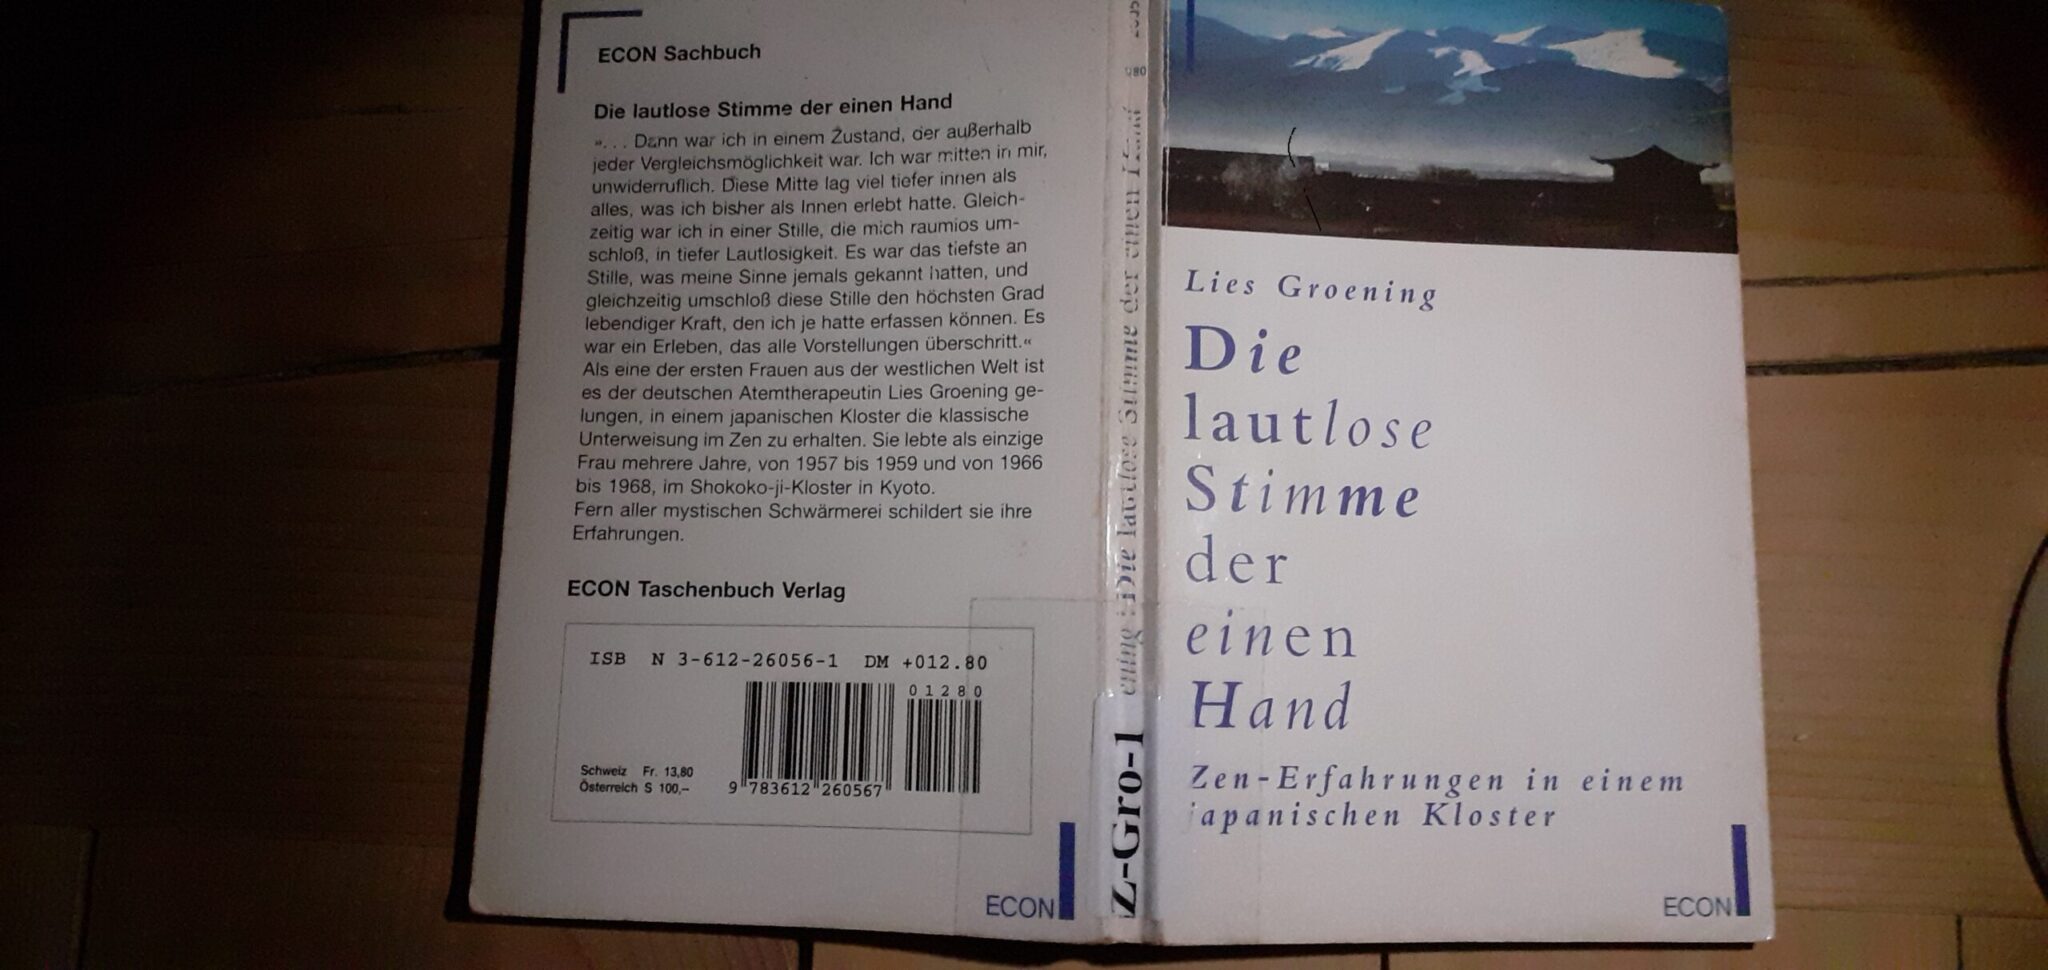 ECON Sachbuch
Die lautlose Stimme der einen Hand
». . . Dann war ich in einem Zustand, der außerhalb
jeder Vergleichsmöglichkeit war. Ich war mitten in mir,
unwiderruflich. Diese Mitte lag viel tiefer innen als
alles, was ich bisher als Innen erlebt hatte. Gleich-
zeitig war ich in einer Stille, die mich raumlos um-
schloß, in tiefer Lautlosigkeit. Es war das tiefste an
Stille, was meine Sinne jemals gekannt hatten, und
gleichzeitig umschloß diese Stille den höchsten Grad
lebendiger Kraft, den ich je hatte erfassen können. Es
war ein Erleben, das alle Vorstellungen überschritt.«
Als eine der ersten Frauen aus der westlichen Welt ist
es der deutschen Atemtherapeutin Lies Groening ge-
lungen, in einem japanischen Kloster die klassische
Unterweisung im Zen zu erhalten. Sie lebte als einzige
Frau mehrere Jahre, von 1957 bis 1959 und von 1966
bis 1968, im Shokoko-ji-Kloster in Kyoto.
Fern aller mystischen Schwärmerei schildert sie ihre
Erfahrungen.
ECON Taschenbuch Verlag
ISB N 3-612-26056-1 DM +012.80
01280
Schweiz Fr. 13,80
Österreich S 100,–
9 783612 260567
ECON
ening : Die lautlose Stimme der einen Hand
Z-Gro-1
Lies Groening
Die
lautlose
Stimme
der
einen
Hand
Zen-Erfahrungen in einem
japanischen Kloster
ECON